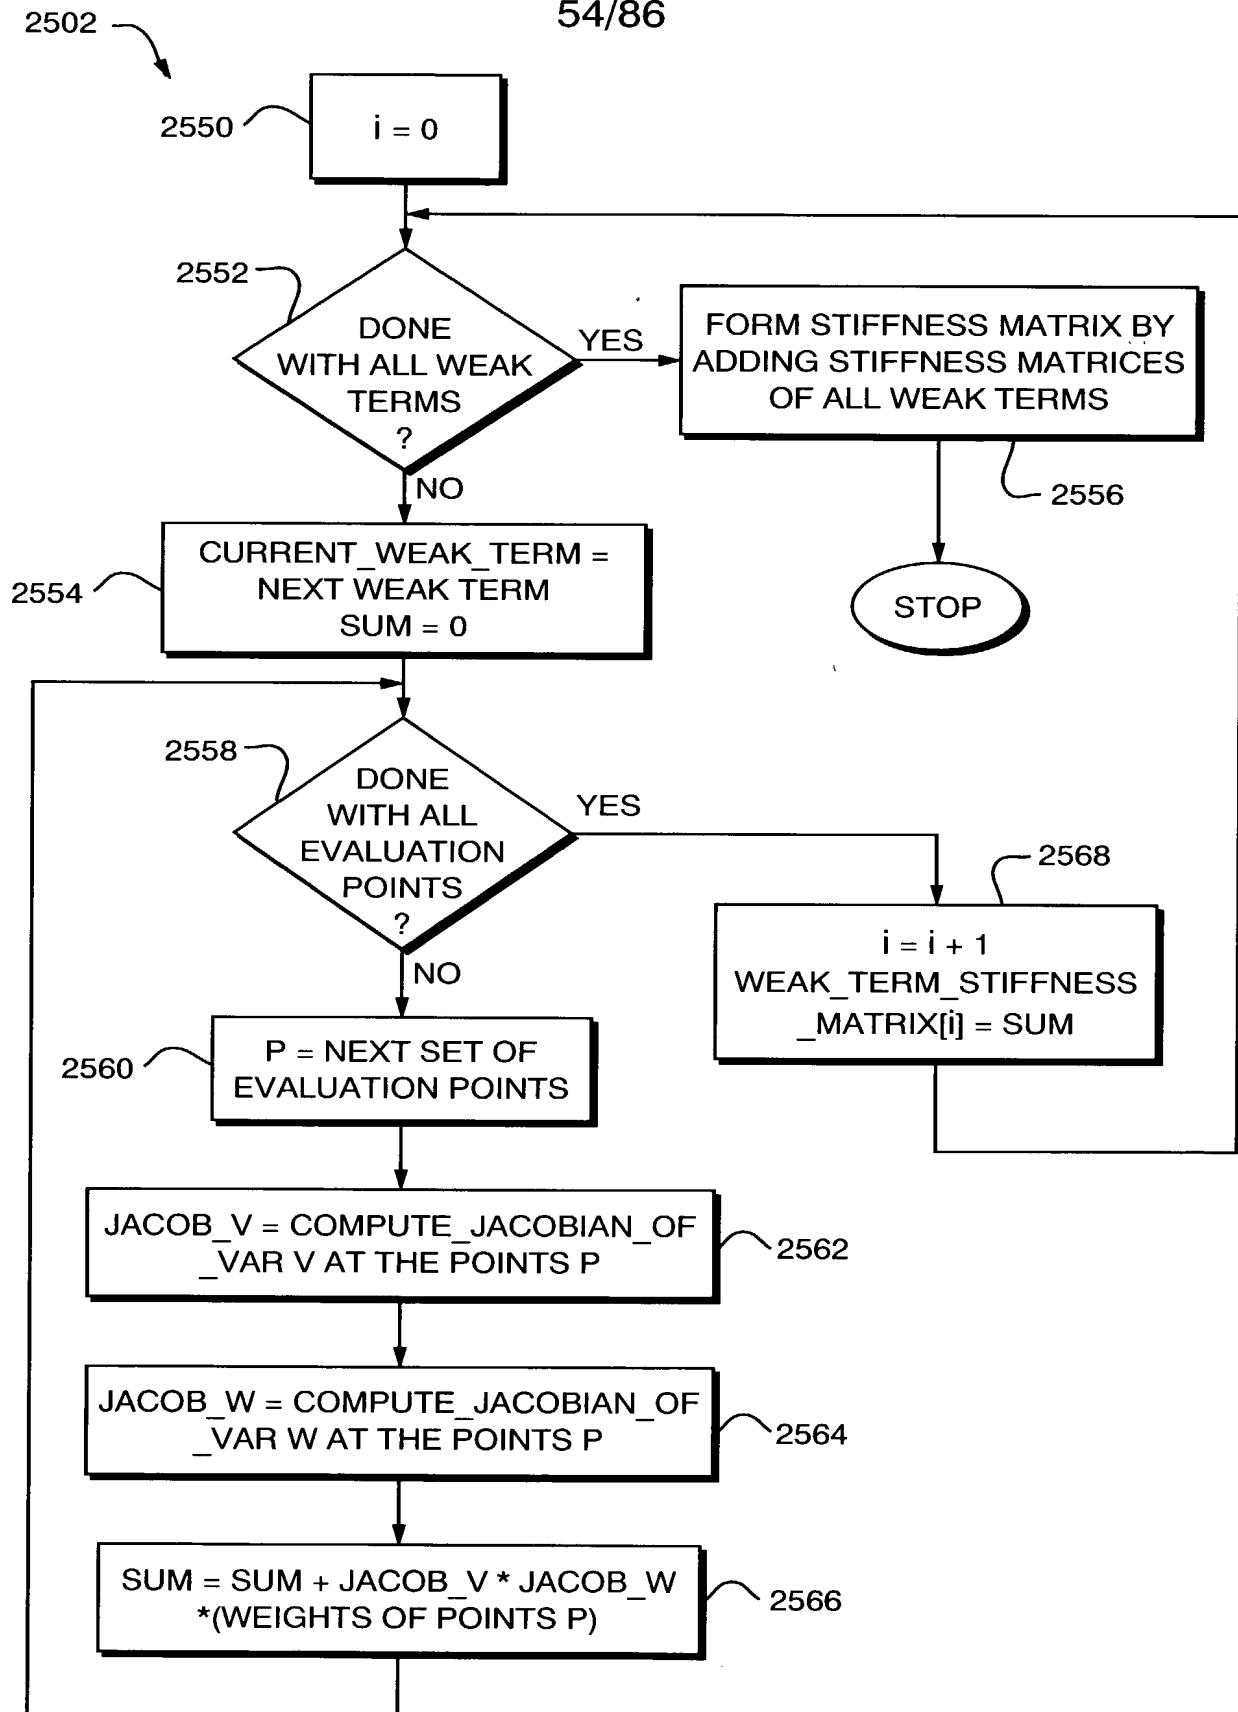 54/86
2502
2550
i = 0
2552
DONE
WITH ALL WEAK
TERMS
?
YES
NO
FORM STIFFNESS MATRIX BY
ADDING STIFFNESS MATRICES
OF ALL WEAK TERMS
2556
STOP
2554
CURRENT_WEAK_TERM =
NEXT WEAK TERM
SUM = 0
2558
DONE
WITH ALL
EVALUATION
POINTS
?
YES
NO
2568
i = i + 1
WEAK_TERM_STIFFNESS
_MATRIX[i] = SUM
2560
P = NEXT SET OF
EVALUATION POINTS
JACOB_V = COMPUTE_JACOBIAN_OF
_VAR V AT THE POINTS P
2562
JACOB_W = COMPUTE_JACOBIAN_OF
_VAR W AT THE POINTS P
2564
SUM = SUM + JACOB_V * JACOB_W
*(WEIGHTS OF POINTS P)
2566